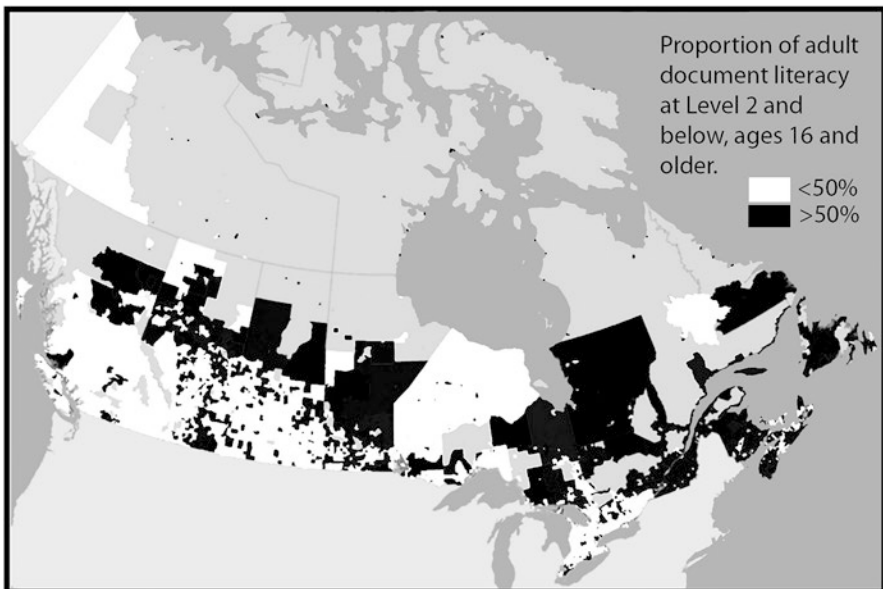 Proportion of adult
document literacy
at Level 2 and
below, ages 16 and
older.
<50%
>50%